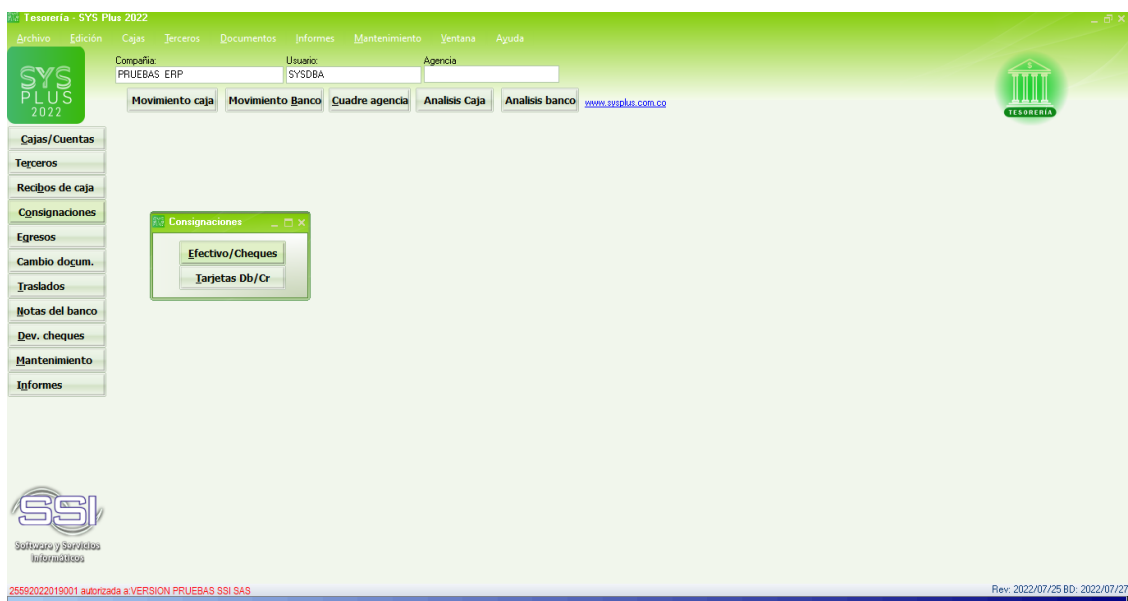 Tesorería - SYS Plus 2022
Archivo Edición Cajas Terceros Documentos Informes Mantenimiento Ventana Ayuda
SYS
PLUS
2022
Compañia: Usuario: Agencia
PRUEBAS ERP SYSDBA
Movimiento caja Movimiento Banco Cuadre agencia Analisis Caja Analisis banco www.sysplus.com.co
TESORERÍA
Cajas/Cuentas
Terceros
Recibos de caja
Consignaciones
Egresos
Cambio docum.
Traslados
Notas del banco
Dev. cheques
Mantenimiento
Informes
Consignaciones
Efectivo/Cheques
Tarjetas Db/Cr
SSI
Software y Servicios
Informáticos
25592022019001 autorizada a:VERSION PRUEBAS SSI SAS Rev: 2022/07/25 BD: 2022/07/27